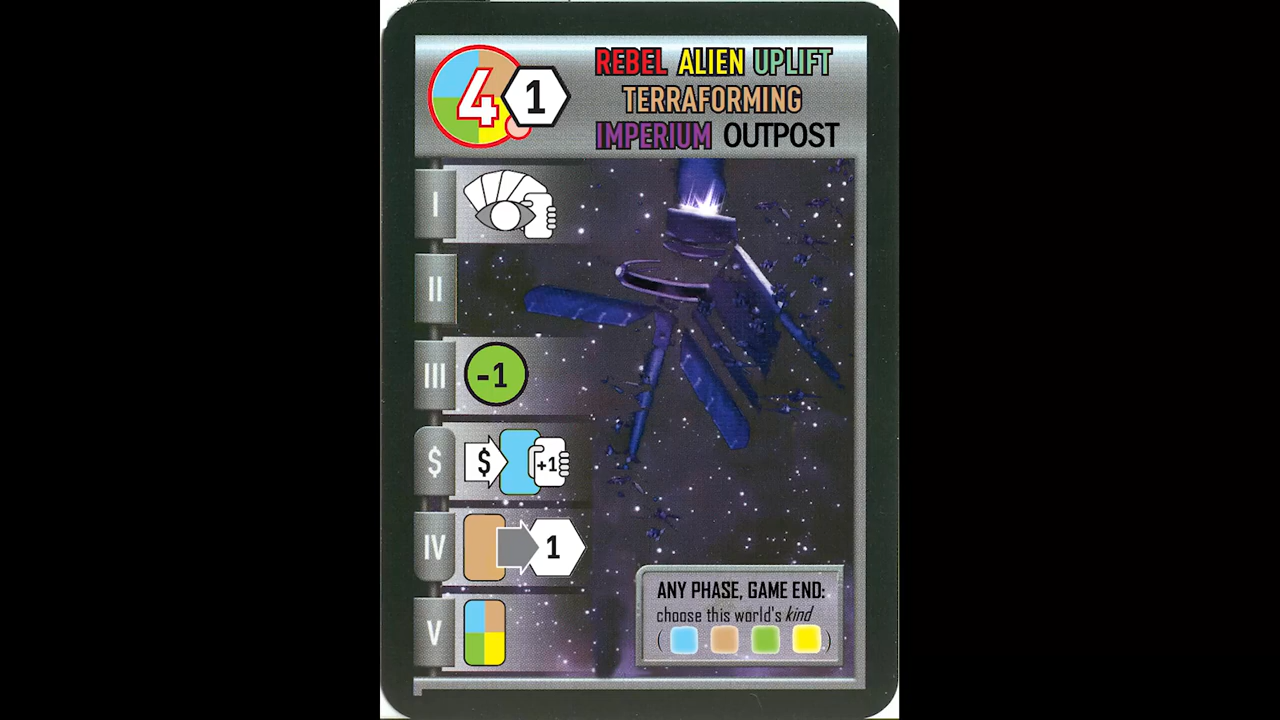 4 1
REBEL ALIEN UPLIFT
TERRAFORMING
IMPERIUM OUTPOST
I
II
III -1
$ $ +1
IV 1
V
ANY PHASE, GAME END:
choose this world's kind
( )